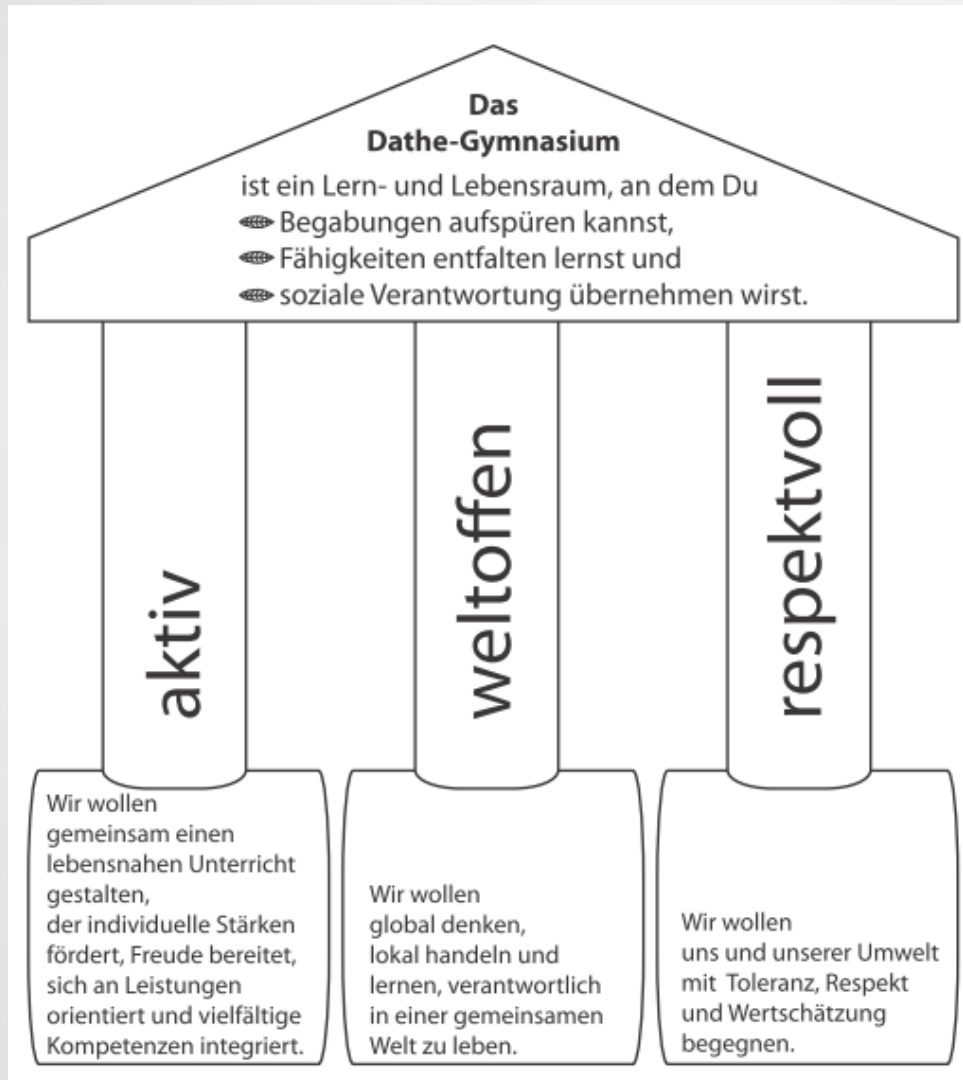 Das
Dathe-Gymnasium
ist ein Lern- und Lebensraum, an dem Du
Begabungen aufspüren kannst,
Fähigkeiten entfalten lernst und
soziale Verantwortung übernehmen wirst.
aktiv
weltoffen
respektvoll
Wir wollen
gemeinsam einen
lebensnahen Unterricht
gestalten,
der individuelle Stärken
fördert, Freude bereitet,
sich an Leistungen
orientiert und vielfältige
Kompetenzen integriert.
Wir wollen
global denken,
lokal handeln und
lernen, verantwortlich
in einer gemeinsamen
Welt zu leben.
Wir wollen
uns und unserer Umwelt
mit Toleranz, Respekt
und Wertschätzung
begegnen.